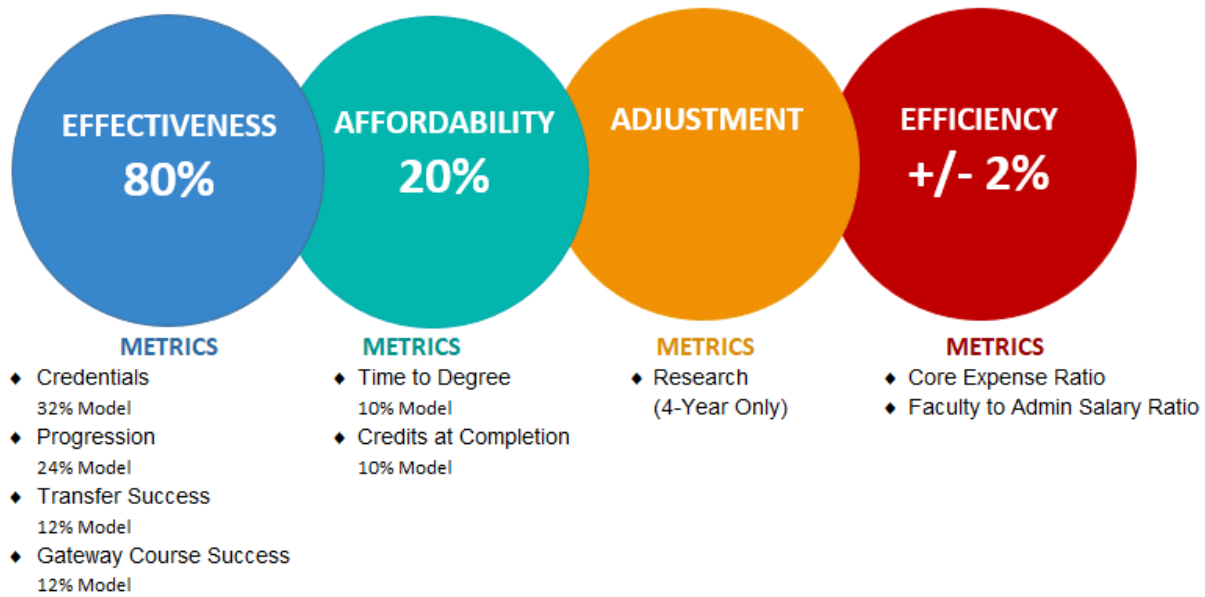 EFFECTIVENESS
80%
AFFORDABILITY
20%
ADJUSTMENT
EFFICIENCY
+/- 2%
METRICS
♦ Credentials
32% Model
♦ Progression
24% Model
♦ Transfer Success
12% Model
♦ Gateway Course Success
12% Model
METRICS
♦ Time to Degree
10% Model
♦ Credits at Completion
10% Model
METRICS
♦ Research
(4-Year Only)
METRICS
♦ Core Expense Ratio
♦ Faculty to Admin Salary Ratio